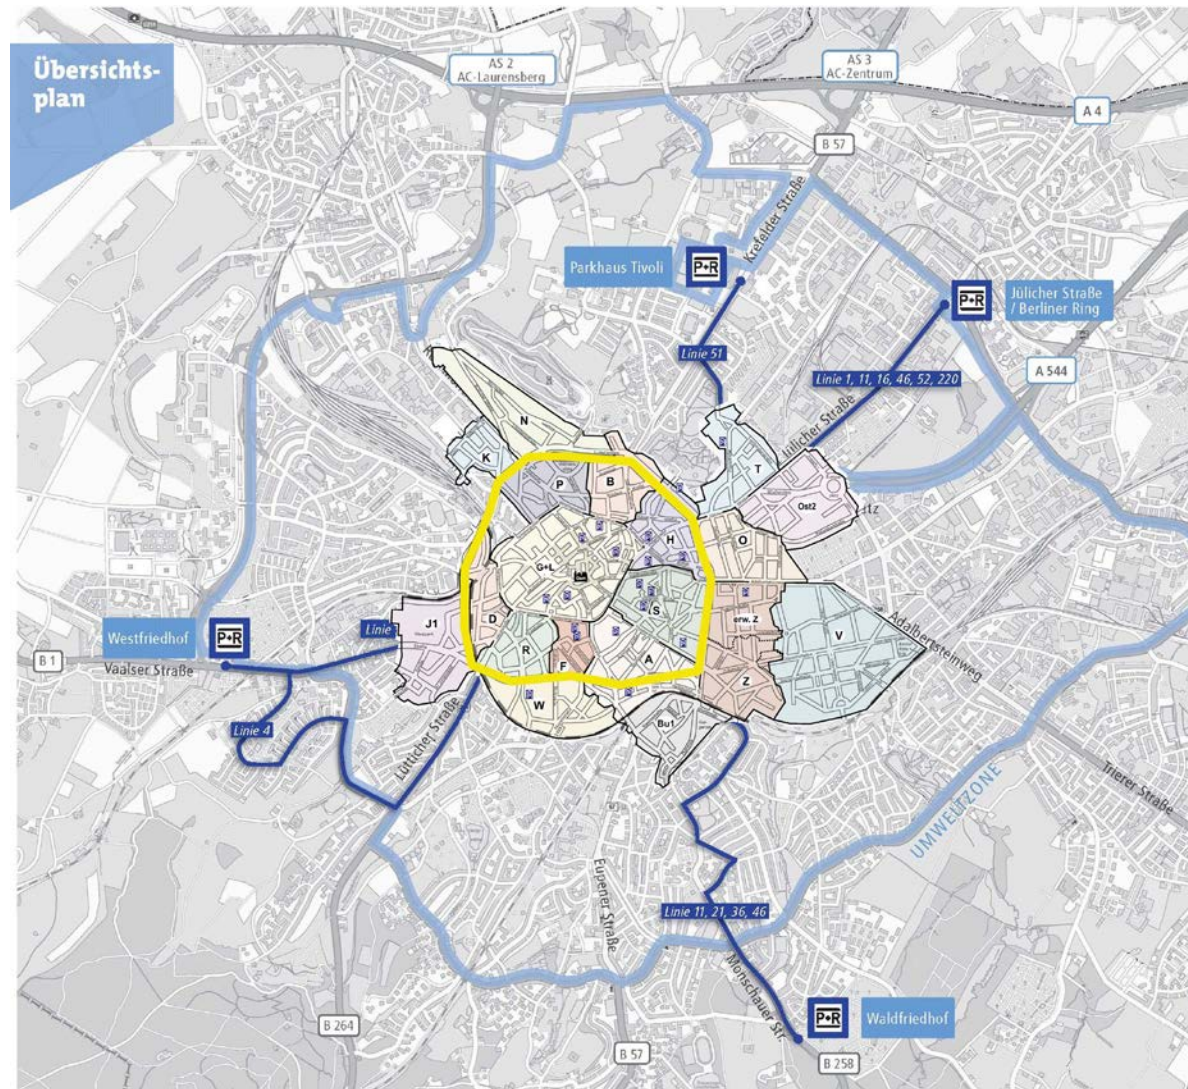 Übersichts-
plan
AS 2
AC-Laurensberg
AS 3
AC-Zentrum
A 4
B 57
Krefelder Straße
Parkhaus Tivoli
P+R
P+R
Jülicher Straße
/ Berliner Ring
Linie 51
Linie 1, 11, 16, 46, 52, 220
A 544
Jülicher Straße
N
K
P
B
T
Ost2
H
O
G+L
S
D
J1
R
F
A
erw. Z
V
Z
W
Bu1
Adalbertsteinweg
Westfriedhof
P+R
Linie
B 1
Vaalser Straße
Linie 4
Lütticher Straße
Trierer Straße
UMWELTZONE
Eupener Straße
Linie 11, 21, 36, 46
Monschauer Str.
P+R
Waldfriedhof
B 264
B 57
B 258